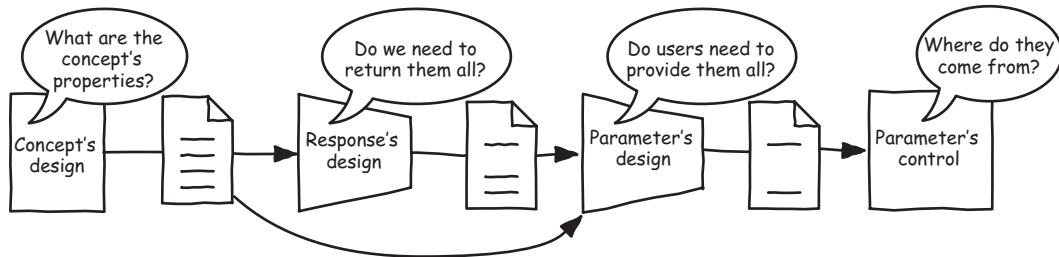 What are the
concept's
properties?
Concept's
design
Do we need to
return them all?
Response's
design
Do users need to
provide them all?
Parameter's
design
Where do they
come from?
Parameter's
control